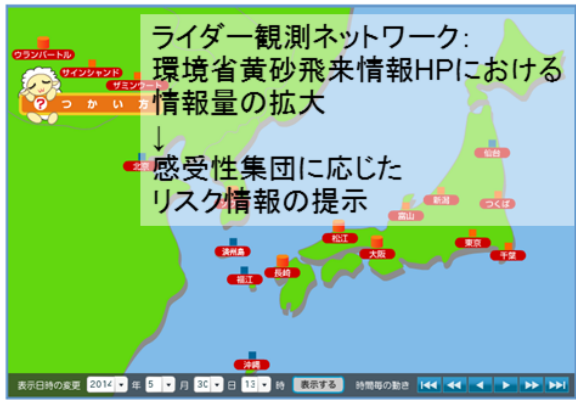 ライダー観測ネットワーク:
環境省黄砂飛来情報HPにおける
情報量の拡大
↓
感受性集団に応じた
リスク情報の提示
ウランバートル
サインシャンド
ザミンウード
? つかい方
北京
仙台
新潟
つくば
富山
松江
東京
大阪
千葉
済州島
長崎
福江
沖縄
表示日時の変更 2014 年 5 月 30 日 13 時 表示する 時間毎の動き